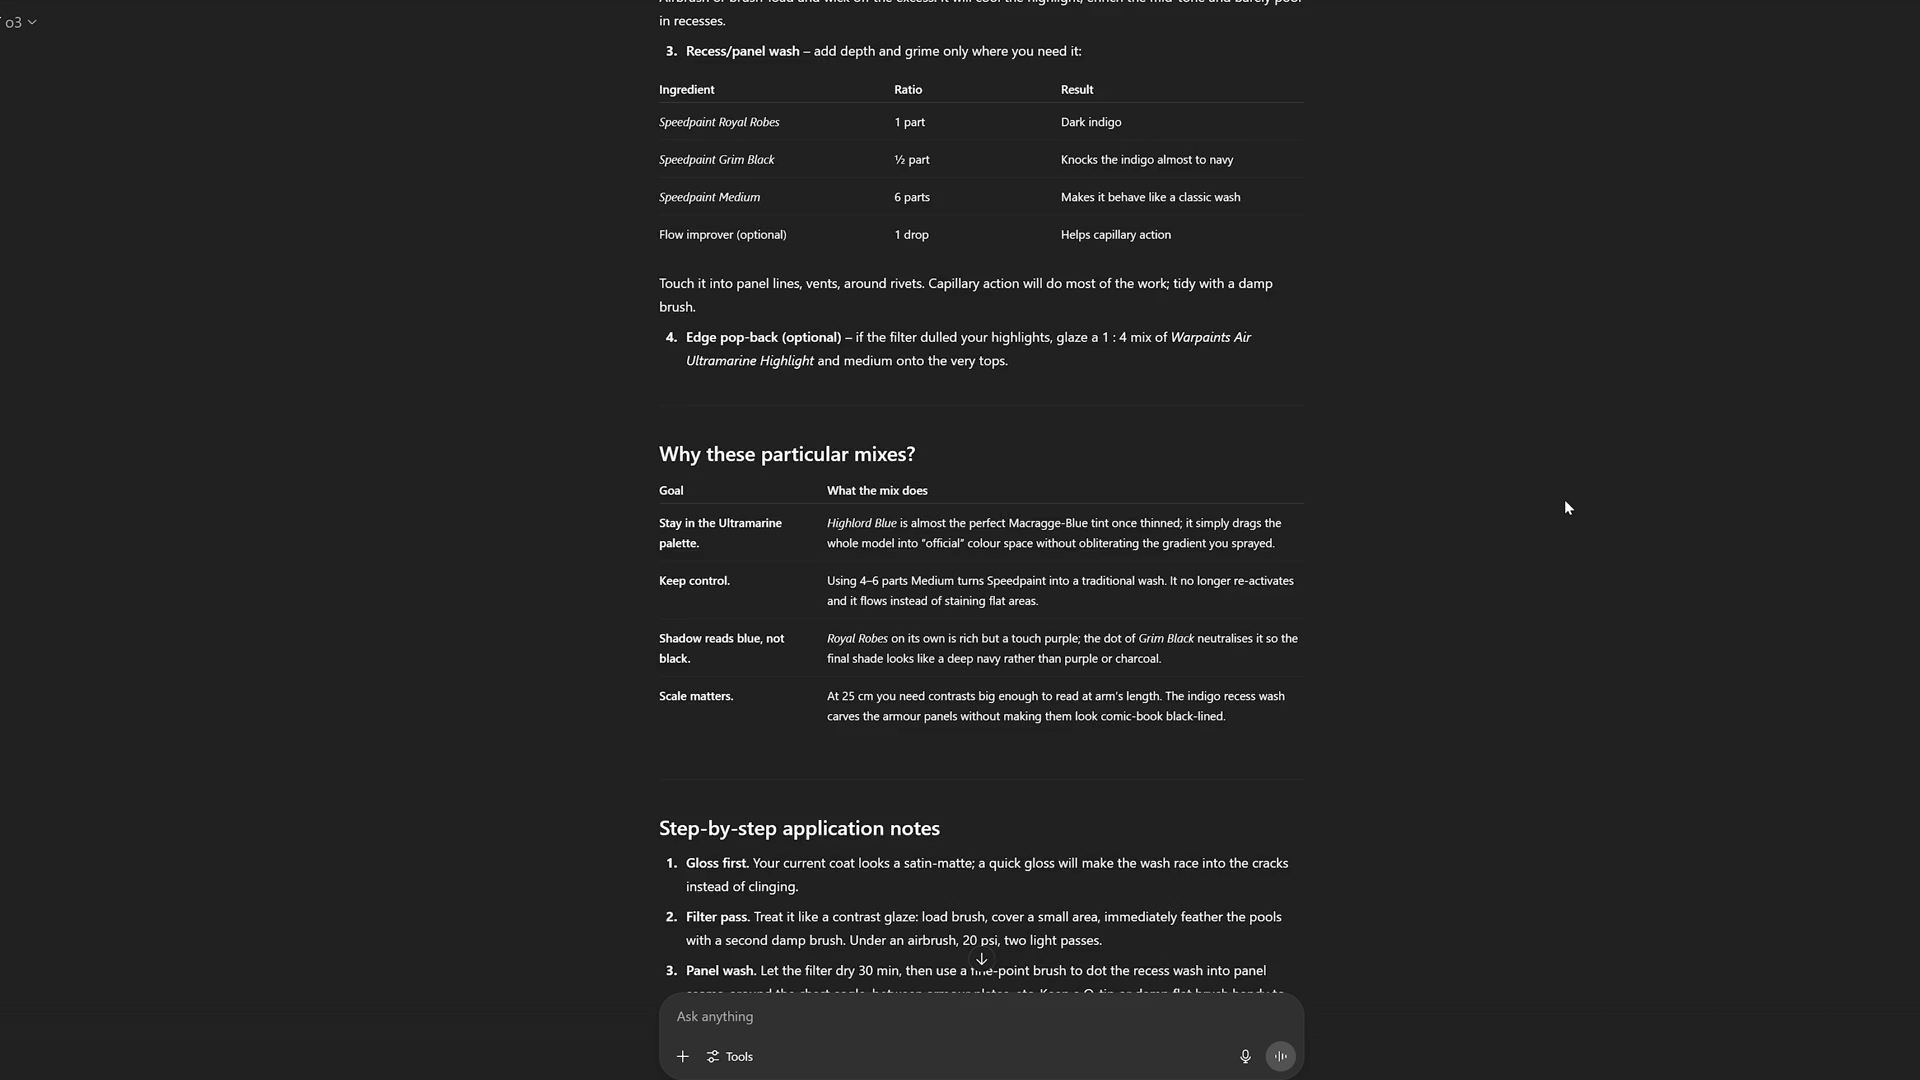 o3
in recesses.
3. Recess/panel wash – add depth and grime only where you need it:
Ingredient Ratio Result
Speedpaint Royal Robes 1 part Dark indigo
Speedpaint Grim Black ½ part Knocks the indigo almost to navy
Speedpaint Medium 6 parts Makes it behave like a classic wash
Flow improver (optional) 1 drop Helps capillary action
Touch it into panel lines, vents, around rivets. Capillary action will do most of the work; tidy with a damp
brush.
4. Edge pop-back (optional) – if the filter dulled your highlights, glaze a 1 : 4 mix of Warpaints Air
Ultramarine Highlight and medium onto the very tops.
Why these particular mixes?
Goal What the mix does
Stay in the Ultramarine
palette.
Highlord Blue is almost the perfect Macragge-Blue tint once thinned; it simply drags the
whole model into “official” colour space without obliterating the gradient you sprayed.
Keep control.
Using 4–6 parts Medium turns Speedpaint into a traditional wash. It no longer re-activates
and it flows instead of staining flat areas.
Shadow reads blue, not
black.
Royal Robes on its own is rich but a touch purple; the dot of Grim Black neutralises it so the
final shade looks like a deep navy rather than purple or charcoal.
Scale matters.
At 25 cm you need contrasts big enough to read at arm’s length. The indigo recess wash
carves the armour panels without making them look comic-book black-lined.
Step-by-step application notes
1. Gloss first. Your current coat looks a satin-matte; a quick gloss will make the wash race into the cracks
instead of clinging.
2. Filter pass. Treat it like a contrast glaze: load brush, cover a small area, immediately feather the pools
with a second damp brush. Under an airbrush, 20 psi, two light passes.
3. Panel wash. Let the filter dry 30 min, then use a fine-point brush to dot the recess wash into panel
Ask anything
Tools